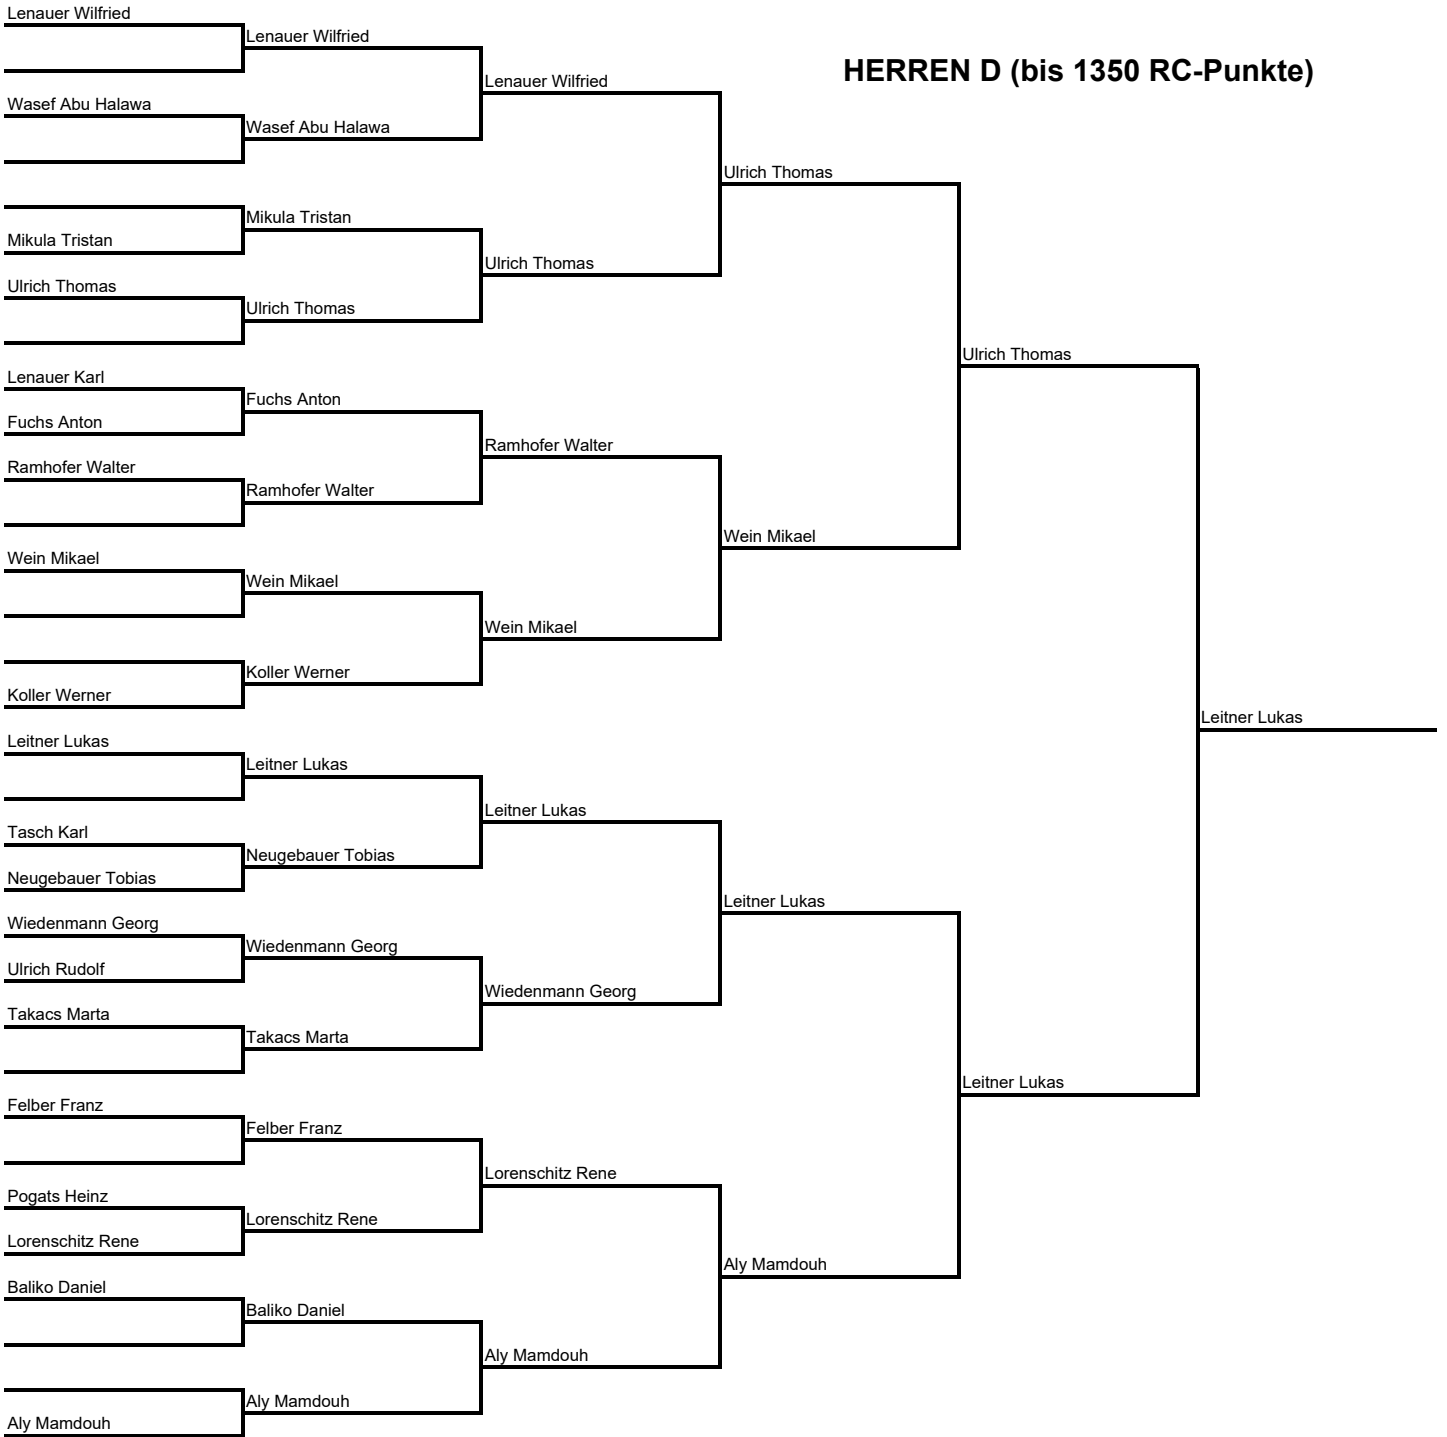 HERREN D (bis 1350 RC-Punkte)
Lenauer Wilfried
Wasef Abu Halawa
Mikula Tristan
Ulrich Thomas
Lenauer Karl
Fuchs Anton
Ramhofer Walter
Wein Mikael
Koller Werner
Leitner Lukas
Tasch Karl
Neugebauer Tobias
Wiedenmann Georg
Ulrich Rudolf
Takacs Marta
Felber Franz
Pogats Heinz
Lorenschitz Rene
Baliko Daniel
Aly Mamdouh
Lenauer Wilfried
Wasef Abu Halawa
Mikula Tristan
Ulrich Thomas
Fuchs Anton
Ramhofer Walter
Wein Mikael
Koller Werner
Leitner Lukas
Neugebauer Tobias
Wiedenmann Georg
Takacs Marta
Felber Franz
Lorenschitz Rene
Baliko Daniel
Aly Mamdouh
Lenauer Wilfried
Ulrich Thomas
Ramhofer Walter
Wein Mikael
Leitner Lukas
Wiedenmann Georg
Lorenschitz Rene
Aly Mamdouh
Ulrich Thomas
Wein Mikael
Leitner Lukas
Aly Mamdouh
Ulrich Thomas
Leitner Lukas
Leitner Lukas